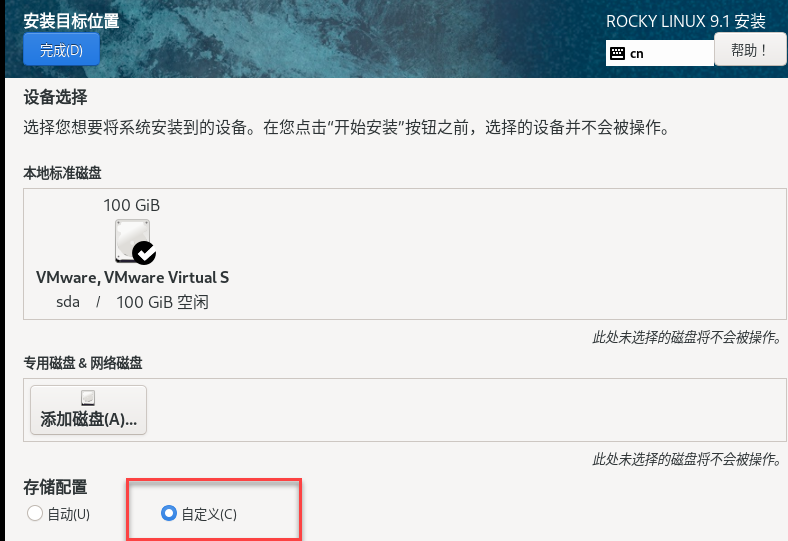 安装目标位置
ROCKY LINUX 9.1 安装
完成(D)
cn
帮助！
设备选择
选择您想要将系统安装到的设备。在您点击“开始安装”按钮之前，选择的设备并不会被操作。
本地标准磁盘
100 GiB
VMware, VMware Virtual S
sda / 100 GiB 空闲
此处未选择的磁盘将不会被操作。
专用磁盘 & 网络磁盘
添加磁盘(A)...
此处未选择的磁盘将不会被操作。
存储配置
自动(U)
自定义(C)